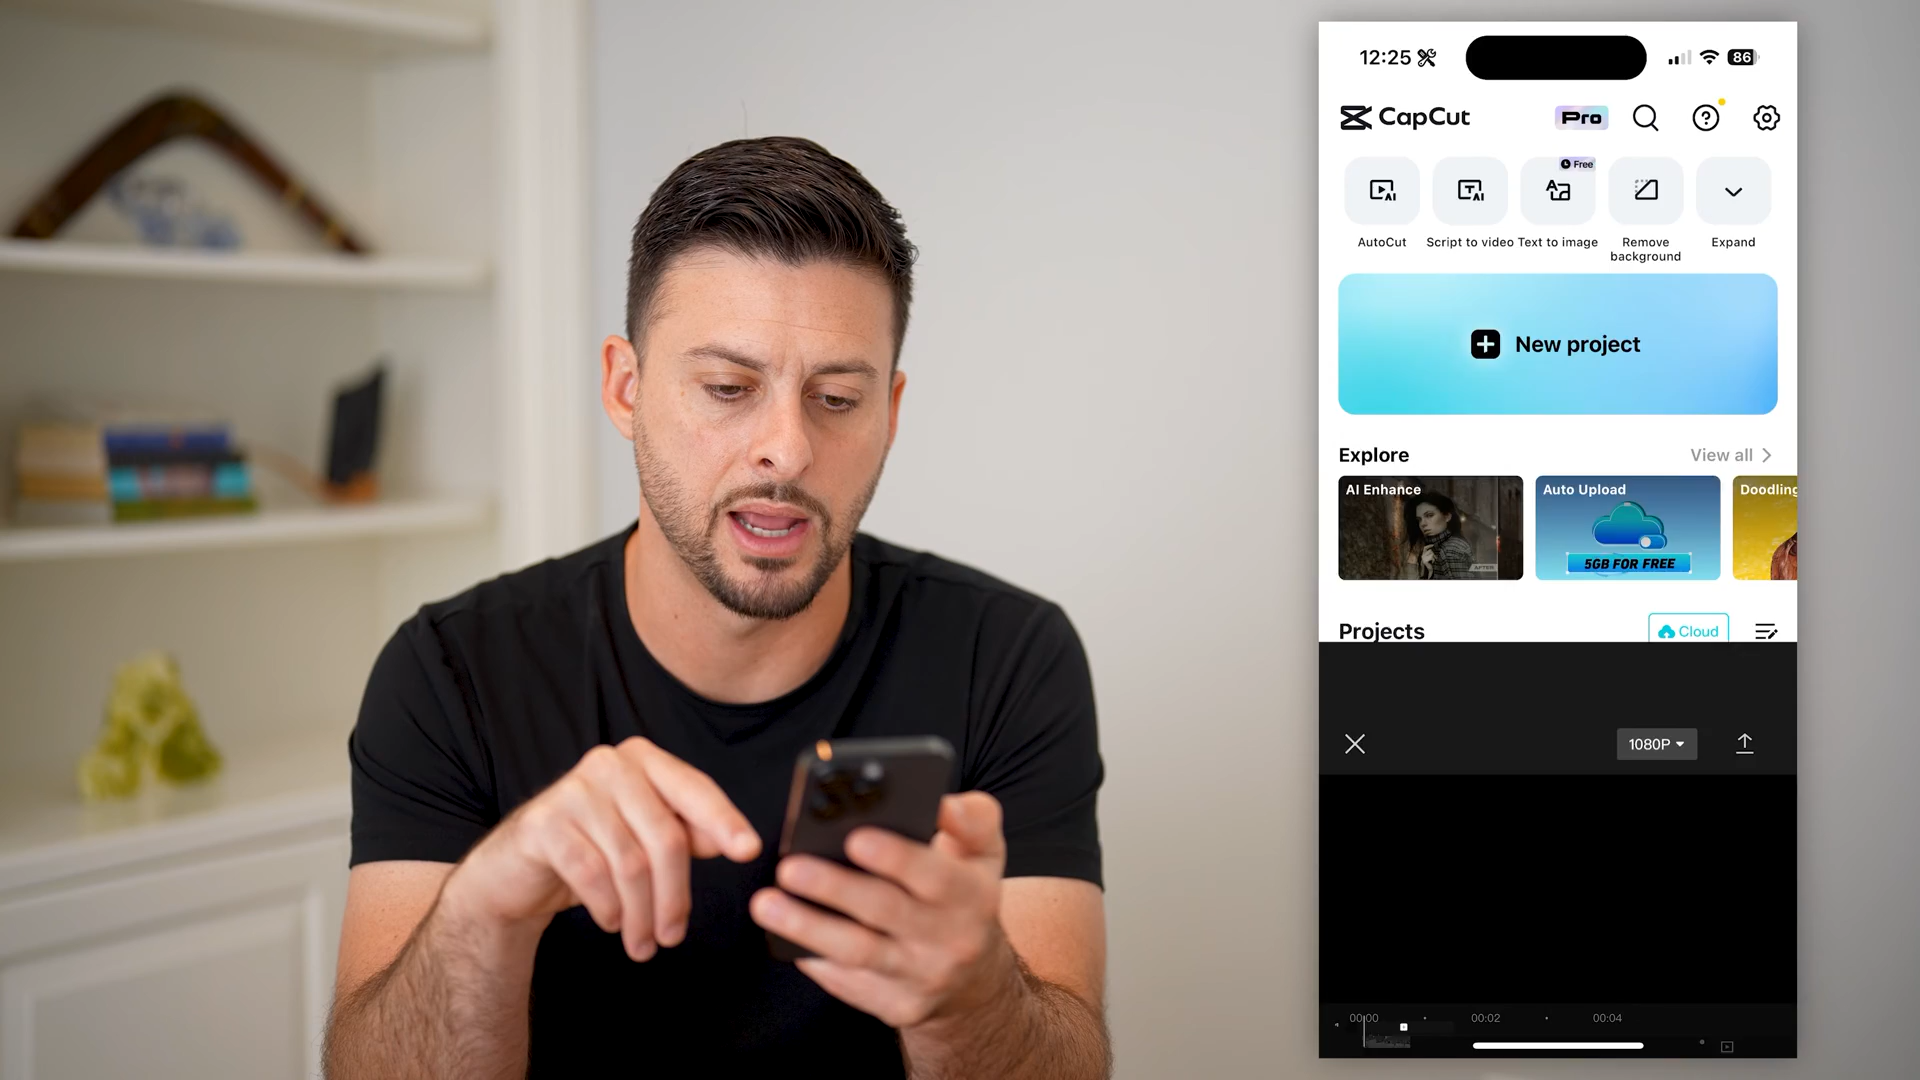 12:25
86
CapCut
Pro
Free
AutoCut
Script to video
Text to image
Remove
background
Expand
New project
Explore
View all
AI Enhance
AFTER
Auto Upload
5GB FOR FREE
Doodling
Projects
Cloud
1080P
00:00
00:02
00:04